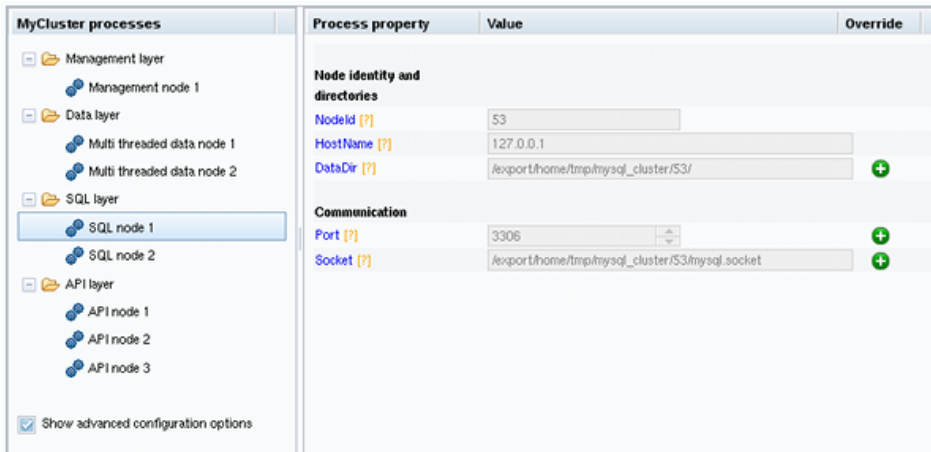 MyCluster processes
Management layer
Management node 1
Data layer
Multi threaded data node 1
Multi threaded data node 2
SQL layer
SQL node 1
SQL node 2
API layer
API node 1
API node 2
API node 3
Show advanced configuration options
Process property Value Override
Node identity and
directories
NodeId [?] 53
HostName [?] 127.0.0.1
DataDir [?] /export/home/tmp/mysql_cluster/53/
Communication
Port [?] 3306
Socket [?] /export/home/tmp/mysql_cluster/53/mysql.socket